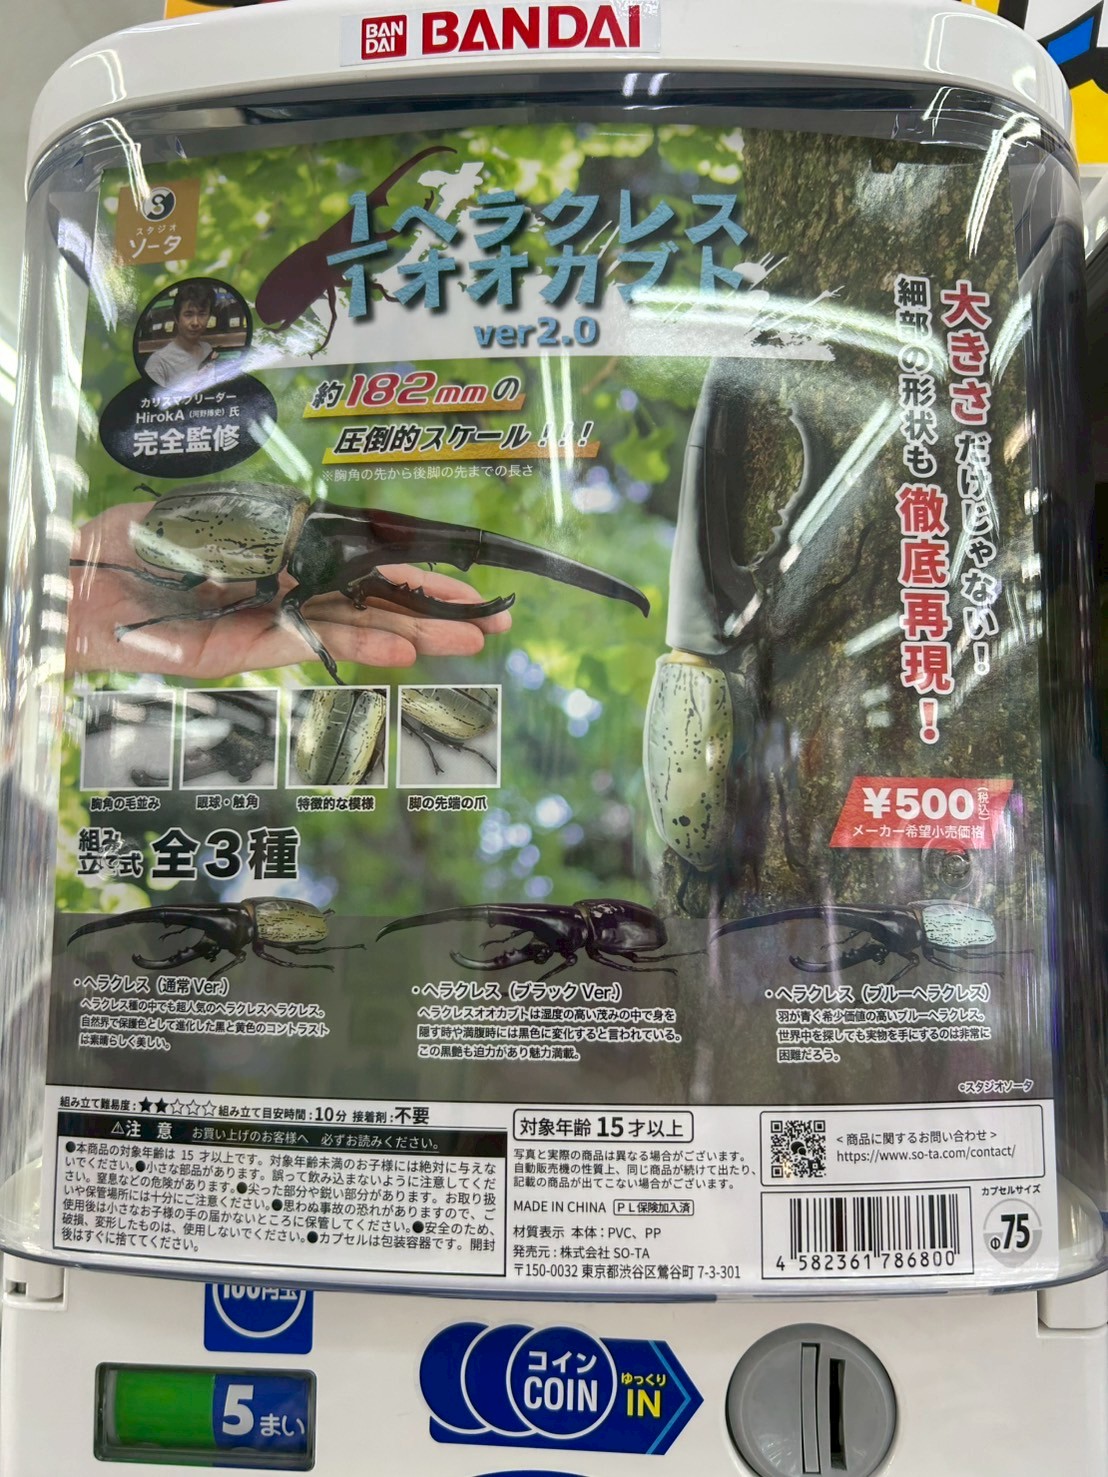 BAN DAI BANDAI
S
スタジオ
ソータ
1/1 ヘラクレス
オオカブト
ver2.0
カリスマブリーダー
HirokA(河野博史)氏
完全監修
約182mmの
圧倒的スケール!!!
※胸角の先から後脚の先までの長さ
大きさだけじゃない!
細部の形状も徹底再現!
胸角の毛並み
眼球・触角
特徴的な模様
脚の先端の爪
¥500(税込)
メーカー希望小売価格
組み立て式 全3種
・ヘラクレス(通常Ver.)
ヘラクレス種の中でも超人気のヘラクレスヘラクレス。
自然界で保護色として進化した黒と黄色のコントラスト
は素晴らしく美しい。
・ヘラクレス(ブラックVer.)
ヘラクレスオオカブトは湿度の高い茂みの中で身を
隠す時や満腹時には黒色に変化すると言われている。
この黒艶も迫力があり魅力満載。
・ヘラクレス(ブルーヘラクレス)
羽が青く希少価値の高いブルーヘラクレス。
世界中を探しても実物を手にするのは非常に
困難だろう。
©スタジオソータ
組み立て難易度:★★☆☆☆ 組み立て目安時間:10分 接着剤:不要
⚠注 意 お買い上げのお客様へ 必ずお読みください。
●本商品の対象年齢は 15 才以上です。対象年齢未満のお子様には絶対に与えな
いでください。●小さな部品があります。誤って飲み込まないように注意してくだ
さい。窒息などの危険があります。●尖った部分や鋭い部分があります。お取り扱
いや保管場所には十分にご注意ください。●思わぬ事故の恐れがありますので、ご
使用後は小さなお子様の手の届かないところに保管してください。●安全のため、
破損、変形したものは、使用しないでください。●カプセルは包装容器です。開封
後はすぐに捨ててください。
対象年齢 15 才以上
写真と実際の商品は異なる場合がございます。
自動販売機の性質上、同じ商品が続けて出たり、
記載の商品が出てこない場合がございます。
MADE IN CHINA PL保険加入済
材質表示 本体:PVC、PP
発売元:株式会社 SO-TA
〒150-0032 東京都渋谷区鶯谷町 7-3-301
<商品に関するお問い合わせ>
https://www.so-ta.com/contact/
4 582361 786800
カプセルサイズ
Φ75
100円玉
5まい
コイン
COIN
ゆっくり
IN